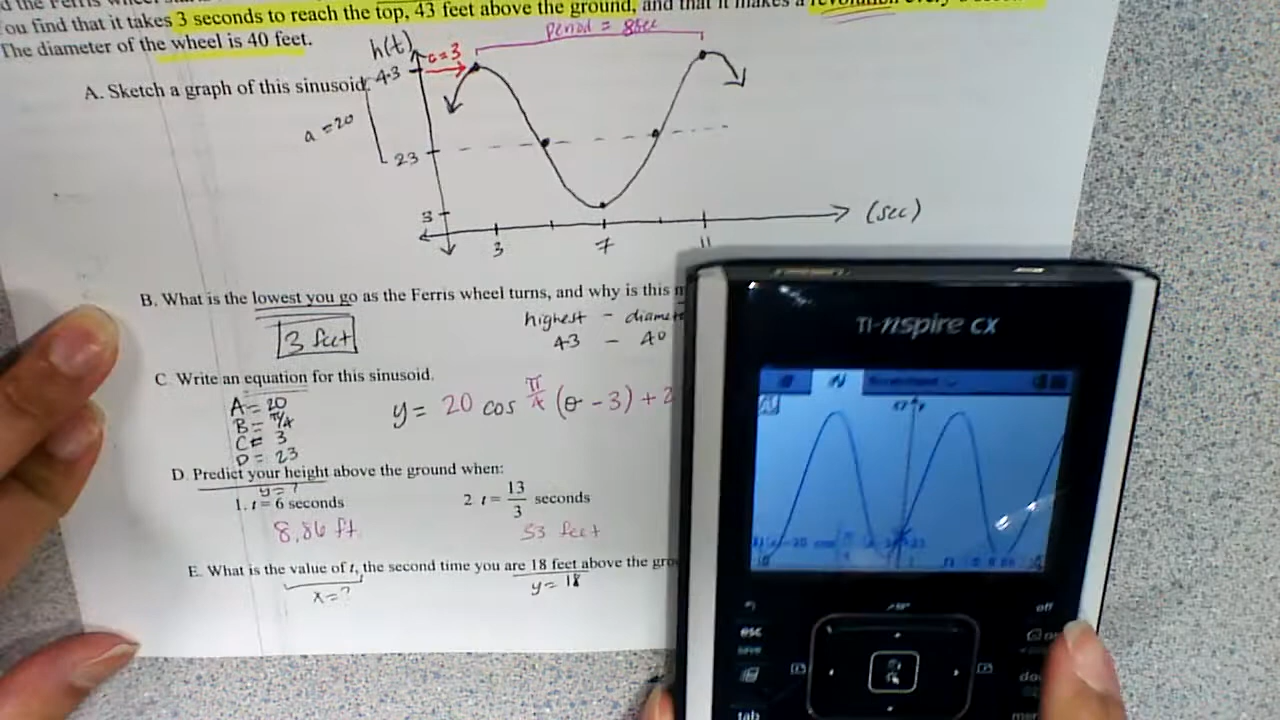 You find that it takes 3 seconds to reach the top, 43 feet above the ground, and that it makes a revolution every
The diameter of the wheel is 40 feet.
period = 8sec
h(t)
c=3
43
A. Sketch a graph of this sinusoid.
a = 20
23
3
(sec)
3 7 11
B. What is the lowest you go as the Ferris wheel turns, and why is this
highest - diamete
3 feet
43 - 40
C. Write an equation for this sinusoid.
A = 20
B = π/4
C = 3
D = 23
y = 20 cos π/4 (θ - 3) + 2
D. Predict your height above the ground when:
y = ?
1. t = 6 seconds 2 t = 13/3 seconds
8.86 ft 33 feet
E. What is the value of t, the second time you are 18 feet above the gro
x = ?
y = 18
TI-nspire CX
esc
save
tab
off